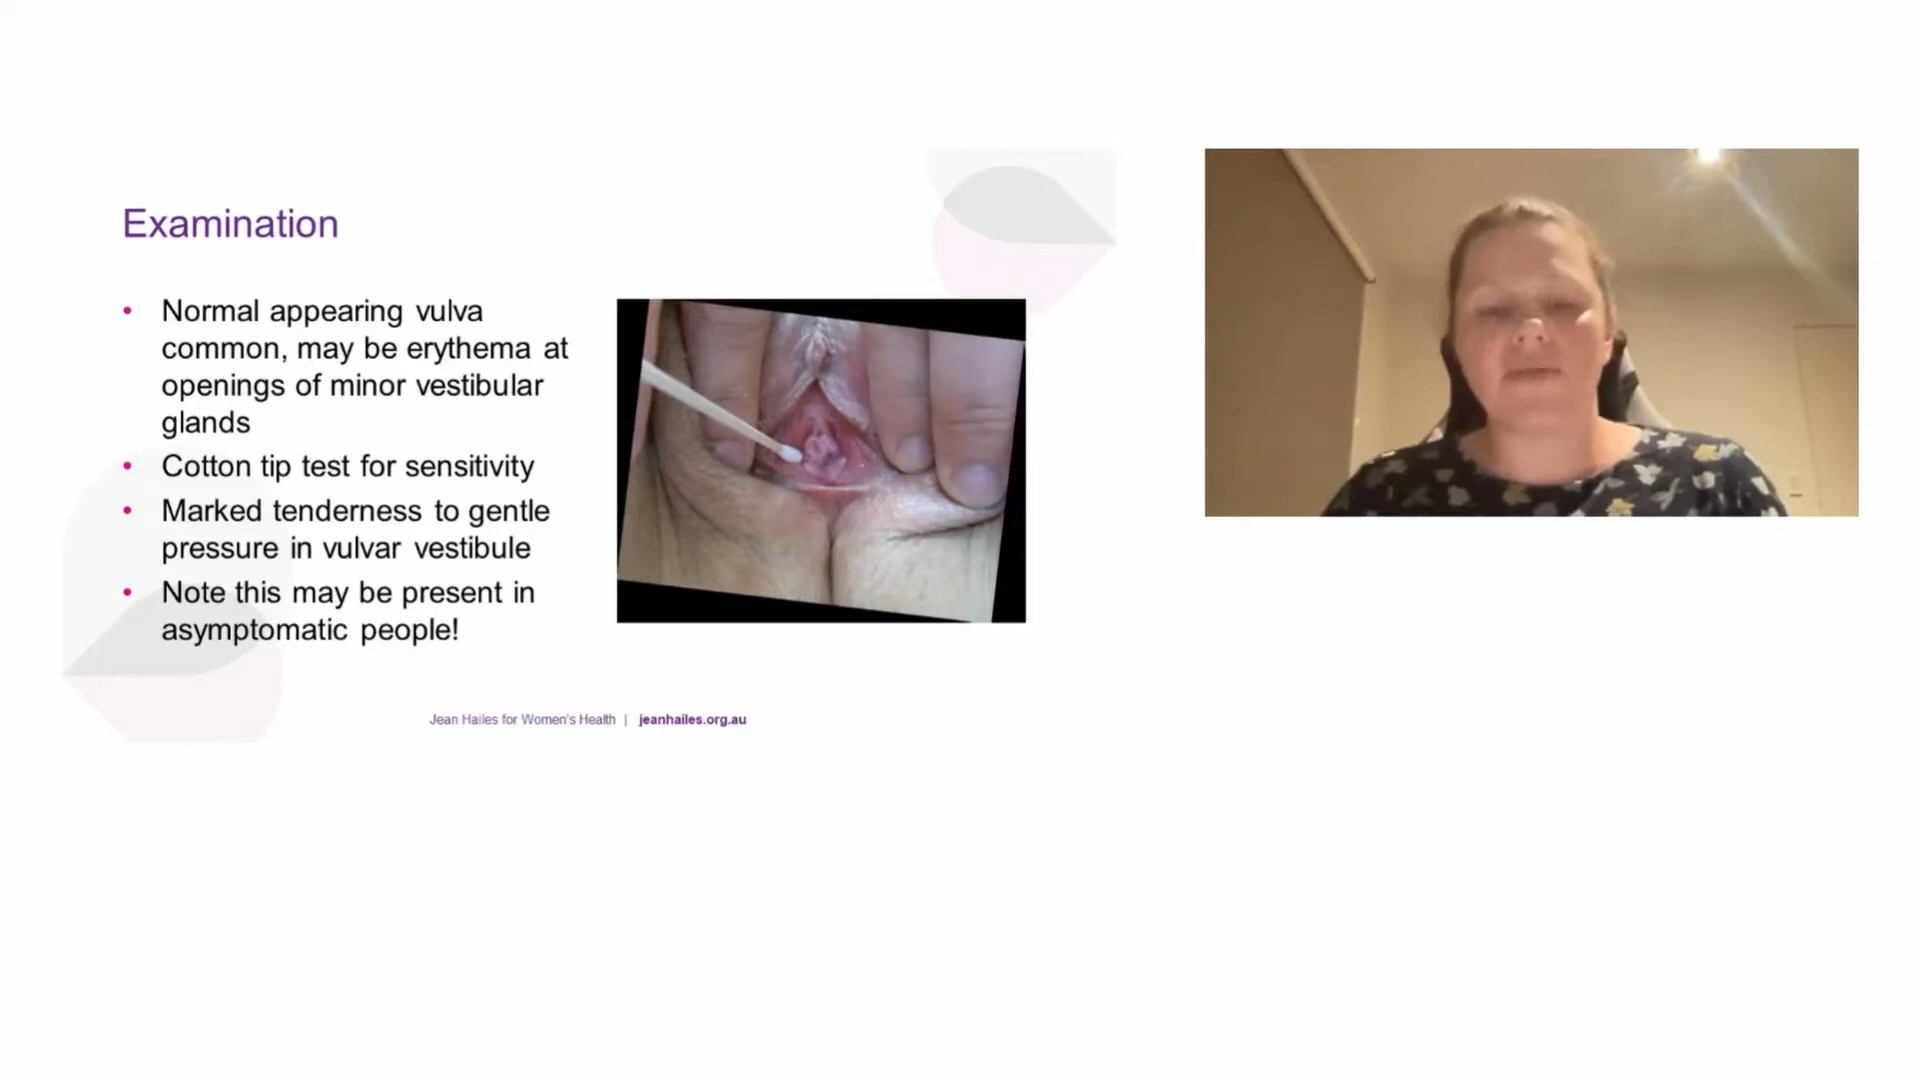 Examination
• Normal appearing vulva
common, may be erythema at
openings of minor vestibular
glands
• Cotton tip test for sensitivity
• Marked tenderness to gentle
pressure in vulvar vestibule
• Note this may be present in
asymptomatic people!
Jean Hailes for Women's Health | jeanhailes.org.au